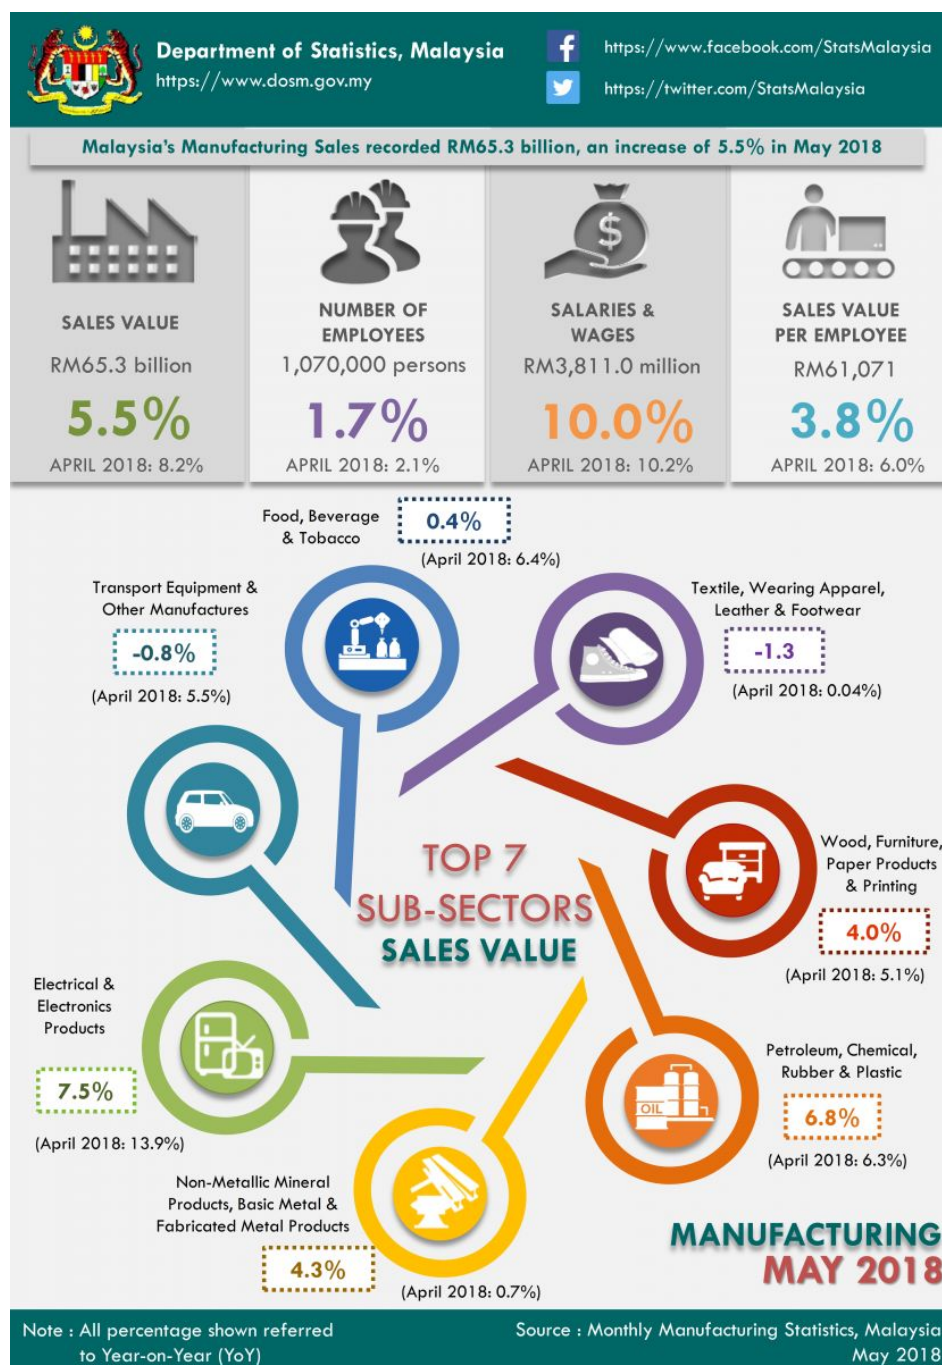 Department of Statistics, Malaysia
https://www.dosm.gov.my
https://www.facebook.com/StatsMalaysia
https://twitter.com/StatsMalaysia
Malaysia's Manufacturing Sales recorded RM65.3 billion, an increase of 5.5% in May 2018
SALES VALUE
RM65.3 billion
5.5%
APRIL 2018: 8.2%
NUMBER OF
EMPLOYEES
1,070,000 persons
1.7%
APRIL 2018: 2.1%
$
SALARIES &
WAGES
RM3,811.0 million
10.0%
APRIL 2018: 10.2%
SALES VALUE
PER EMPLOYEE
RM61,071
3.8%
APRIL 2018: 6.0%
Food, Beverage
& Tobacco
0.4%
(April 2018: 6.4%)
Transport Equipment &
Other Manufactures
-0.8%
(April 2018: 5.5%)
Textile, Wearing Apparel,
Leather & Footwear
-1.3
(April 2018: 0.04%)
TOP 7
SUB-SECTORS
SALES VALUE
Wood, Furniture,
Paper Products
& Printing
4.0%
(April 2018: 5.1%)
Electrical &
Electronics
Products
7.5%
(April 2018: 13.9%)
Petroleum, Chemical,
Rubber & Plastic
OIL
6.8%
(April 2018: 6.3%)
Non-Metallic Mineral
Products, Basic Metal &
Fabricated Metal Products
4.3%
(April 2018: 0.7%)
MANUFACTURING
MAY 2018
Note : All percentage shown referred
to Year-on-Year (YoY)
Source : Monthly Manufacturing Statistics, Malaysia
May 2018